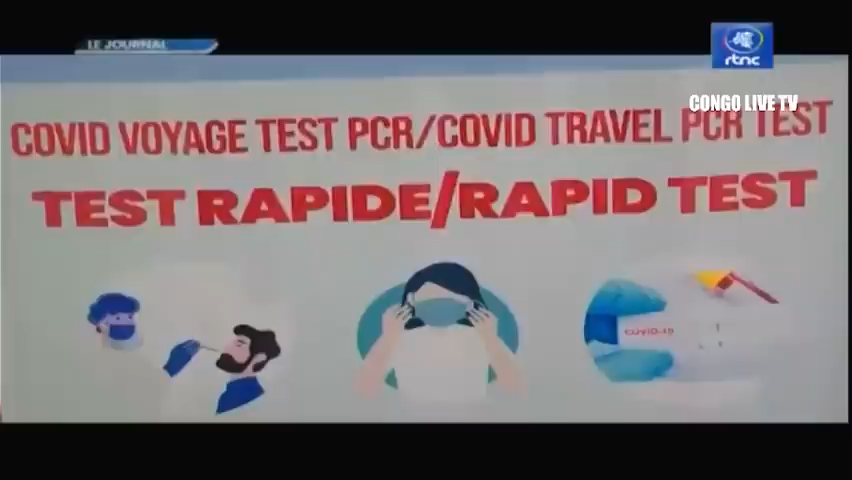 LE JOURNAL
rtnc
CONGO LIVE TV
COVID VOYAGE TEST PCR/COVID TRAVEL PCR TEST
TEST RAPIDE/RAPID TEST
COVID-19